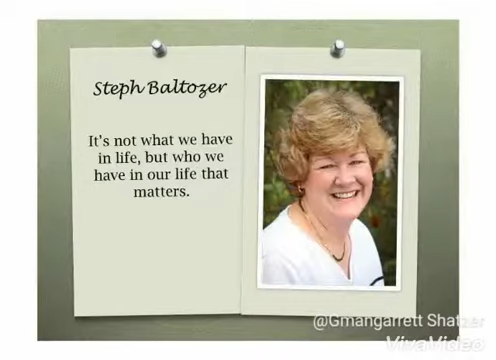 Steph Baltozer
It's not what we have
in life, but who we
have in our life that
matters.
@Gmangarrett Shatzer
VivaVideo